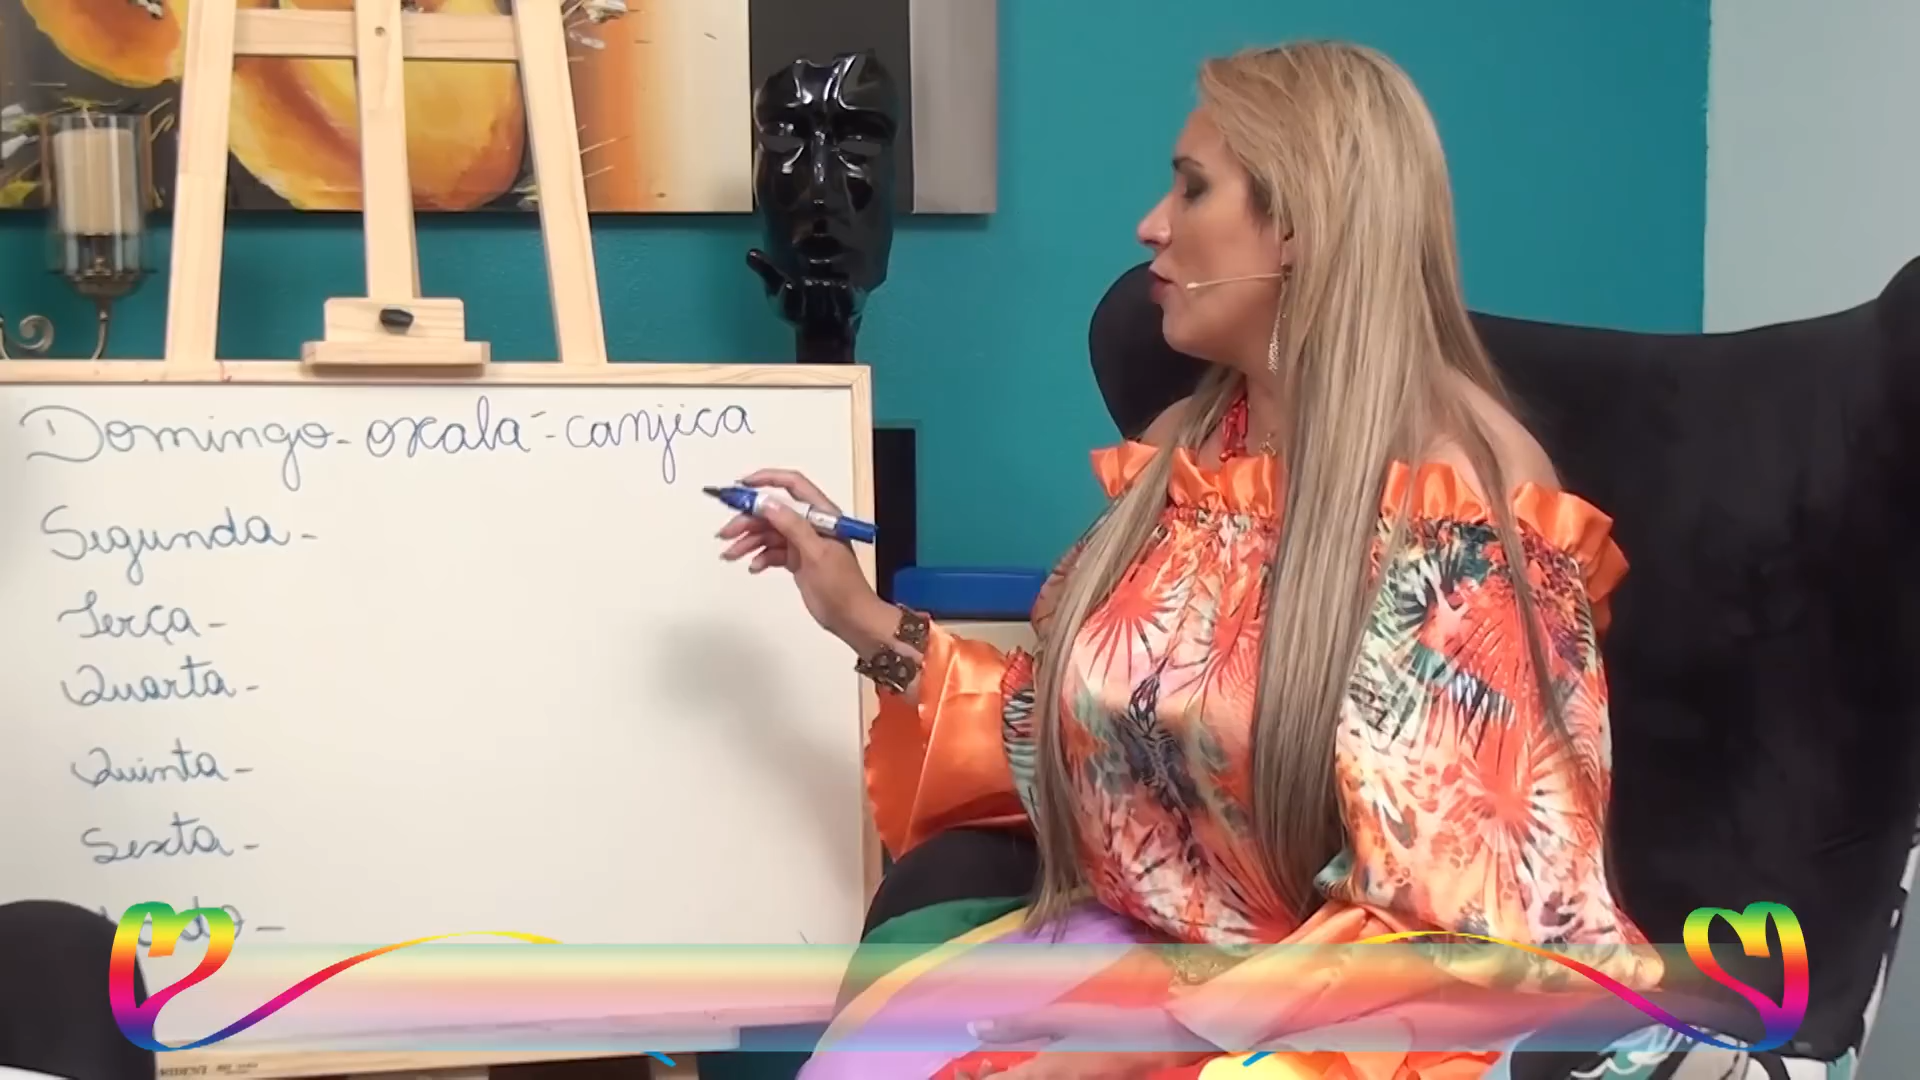 Domingo - oxalá - canjica
Segunda -
Terça -
Quarta -
Quinta -
Sexta -